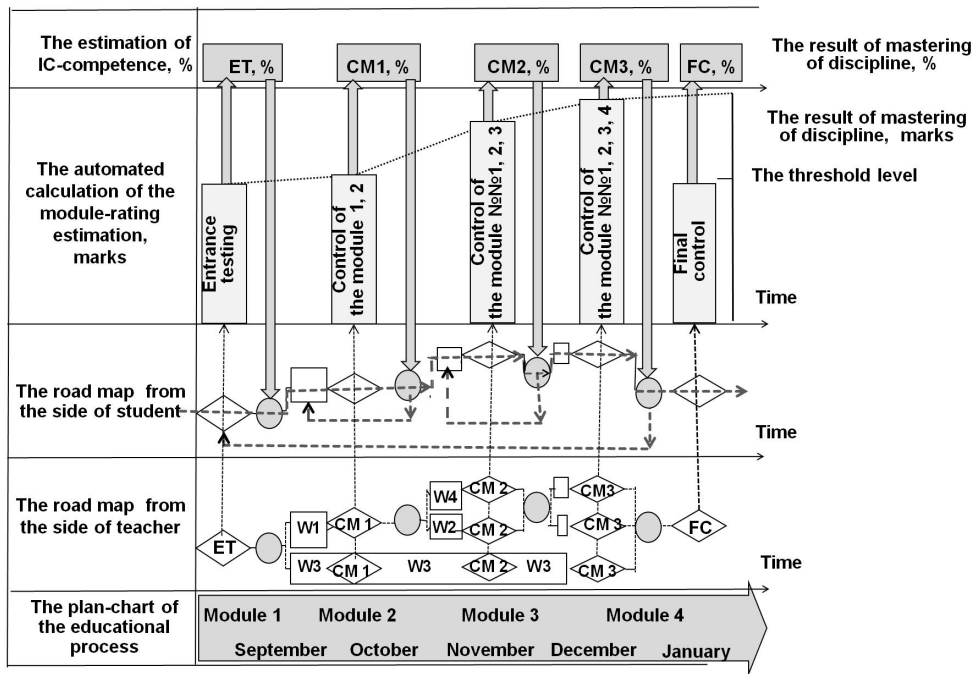 The estimation of
IC-competence, %
ET, %
CM1, %
CM2, %
CM3, %
FC, %
The result of mastering
of discipline, %
The automated
calculation of the
module-rating
estimation,
marks
Entrance
testing
Control of
the module 1, 2
Control of
the module №№1, 2, 3
Control of
the module №№1, 2, 3, 4
Final
control
The result of mastering
of discipline, marks
The threshold level
Time
The road map from
the side of student
Time
The road map from
the side of teacher
ET
W1
CM 1
W3
CM 1
W4
CM 2
W2
CM 2
W3
CM 2
W3
CM3
CM 3
CM 3
FC
Time
The plan-chart of
the educational
process
Module 1
Module 2
Module 3
Module 4
September
October
November
December
January